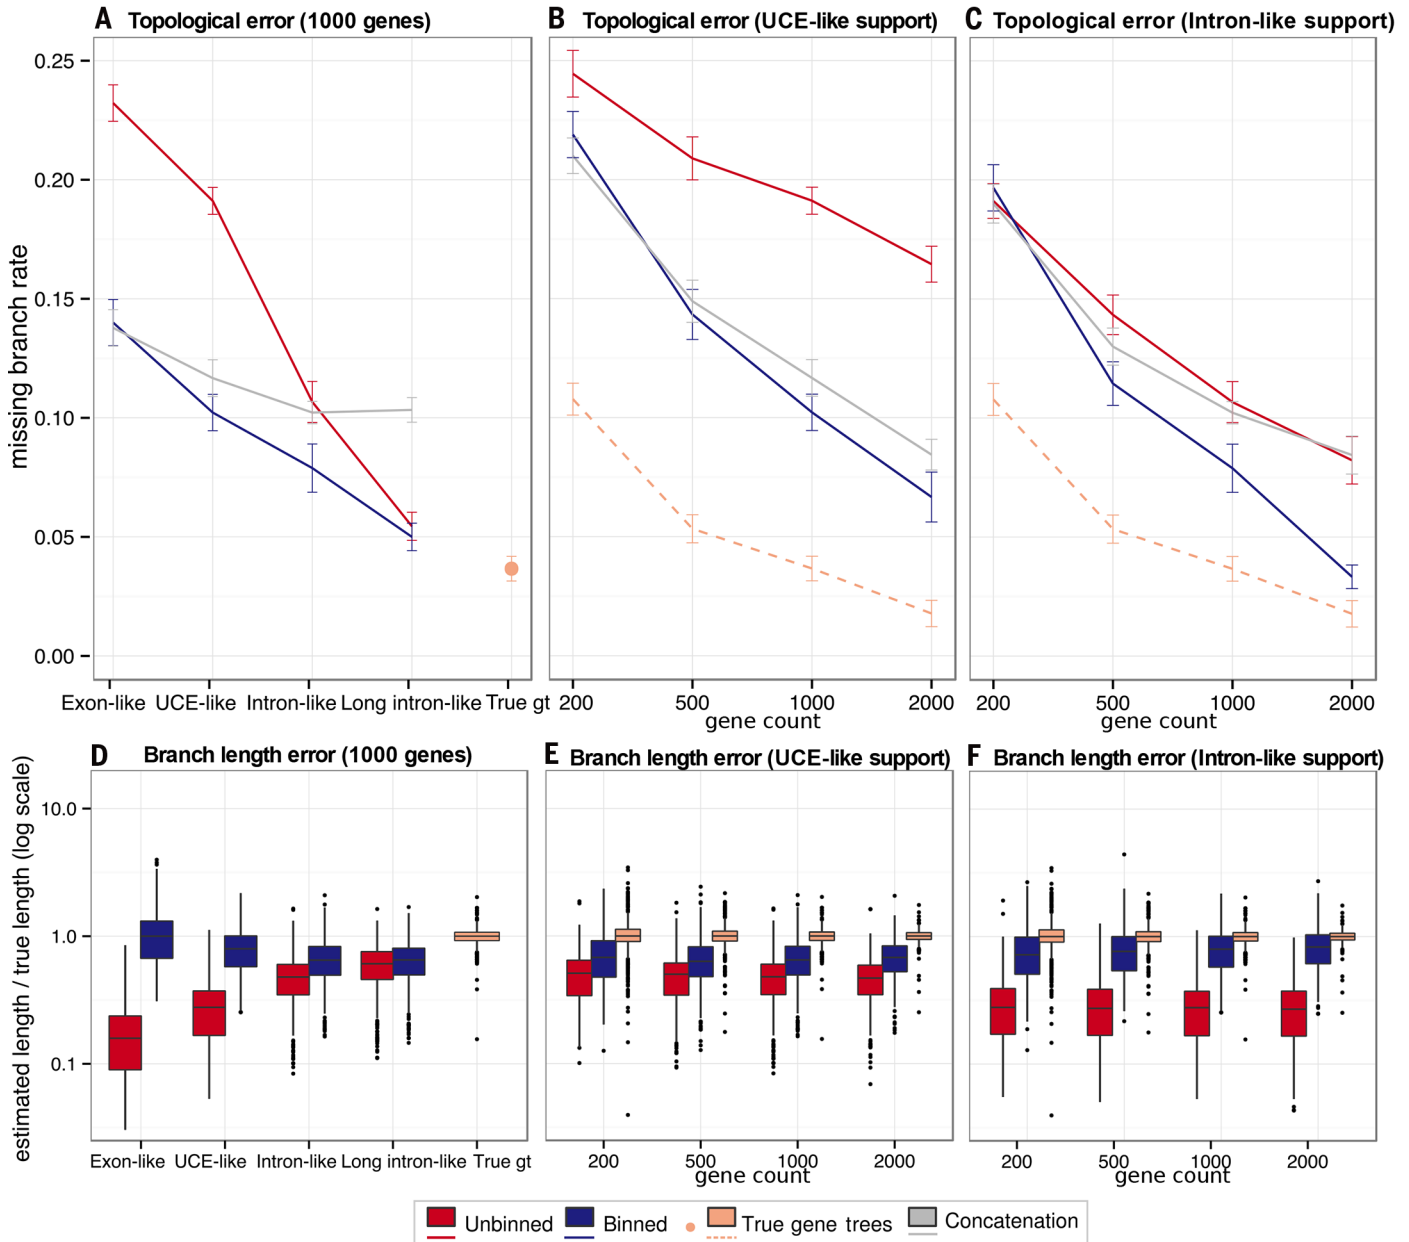 A Topological error (1000 genes)
B Topological error (UCE-like support)
C Topological error (Intron-like support)
missing branch rate
0.25
0.20
0.15
0.10
0.05
0.00
Exon-like UCE-like Intron-like Long intron-like True gt
200 500 1000 2000
gene count
200 500 1000 2000
gene count
D Branch length error (1000 genes)
E Branch length error (UCE-like support)
F Branch length error (Intron-like support)
estimated length / true length (log scale)
10.0
1.0
0.1
Exon-like UCE-like Intron-like Long intron-like True gt
200 500 1000 2000
gene count
200 500 1000 2000
gene count
Unbinned Binned True gene trees Concatenation